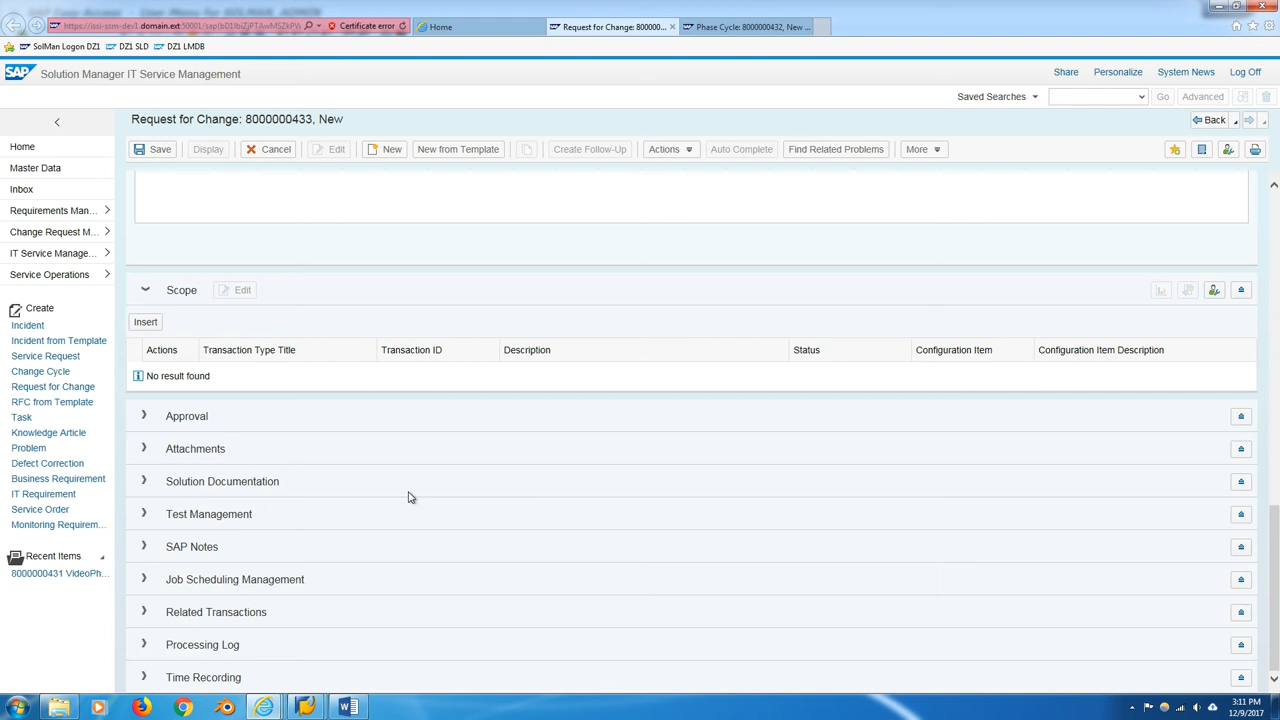 https://issi-ssm-dev1.domain.ext:50001/sap(bD1lbiZjPTAwMSZkPW
Certificate error
Home
Request for Change: 800000...
Phase Cycle: 8000000432, New ...
SolMan Logon DZ1
DZ1 SLD
DZ1 LMDB
SAP
Solution Manager IT Service Management
Share
Personalize
System News
Log Off
Saved Searches
Go
Advanced
Request for Change: 8000000433, New
Back
Save
Display
Cancel
Edit
New
New from Template
Create Follow-Up
Actions
Auto Complete
Find Related Problems
More
Home
Master Data
Inbox
Requirements Man...
Change Request M...
IT Service Manage...
Service Operations
Create
Incident
Incident from Template
Service Request
Change Cycle
Request for Change
RFC from Template
Task
Knowledge Article
Problem
Defect Correction
Business Requirement
IT Requirement
Service Order
Monitoring Requirem...
Recent Items
8000000431 VideoPh...
Scope
Edit
Insert
Actions
Transaction Type Title
Transaction ID
Description
Status
Configuration Item
Configuration Item Description
No result found
Approval
Attachments
Solution Documentation
Test Management
SAP Notes
Job Scheduling Management
Related Transactions
Processing Log
Time Recording
3:11 PM
12/9/2017